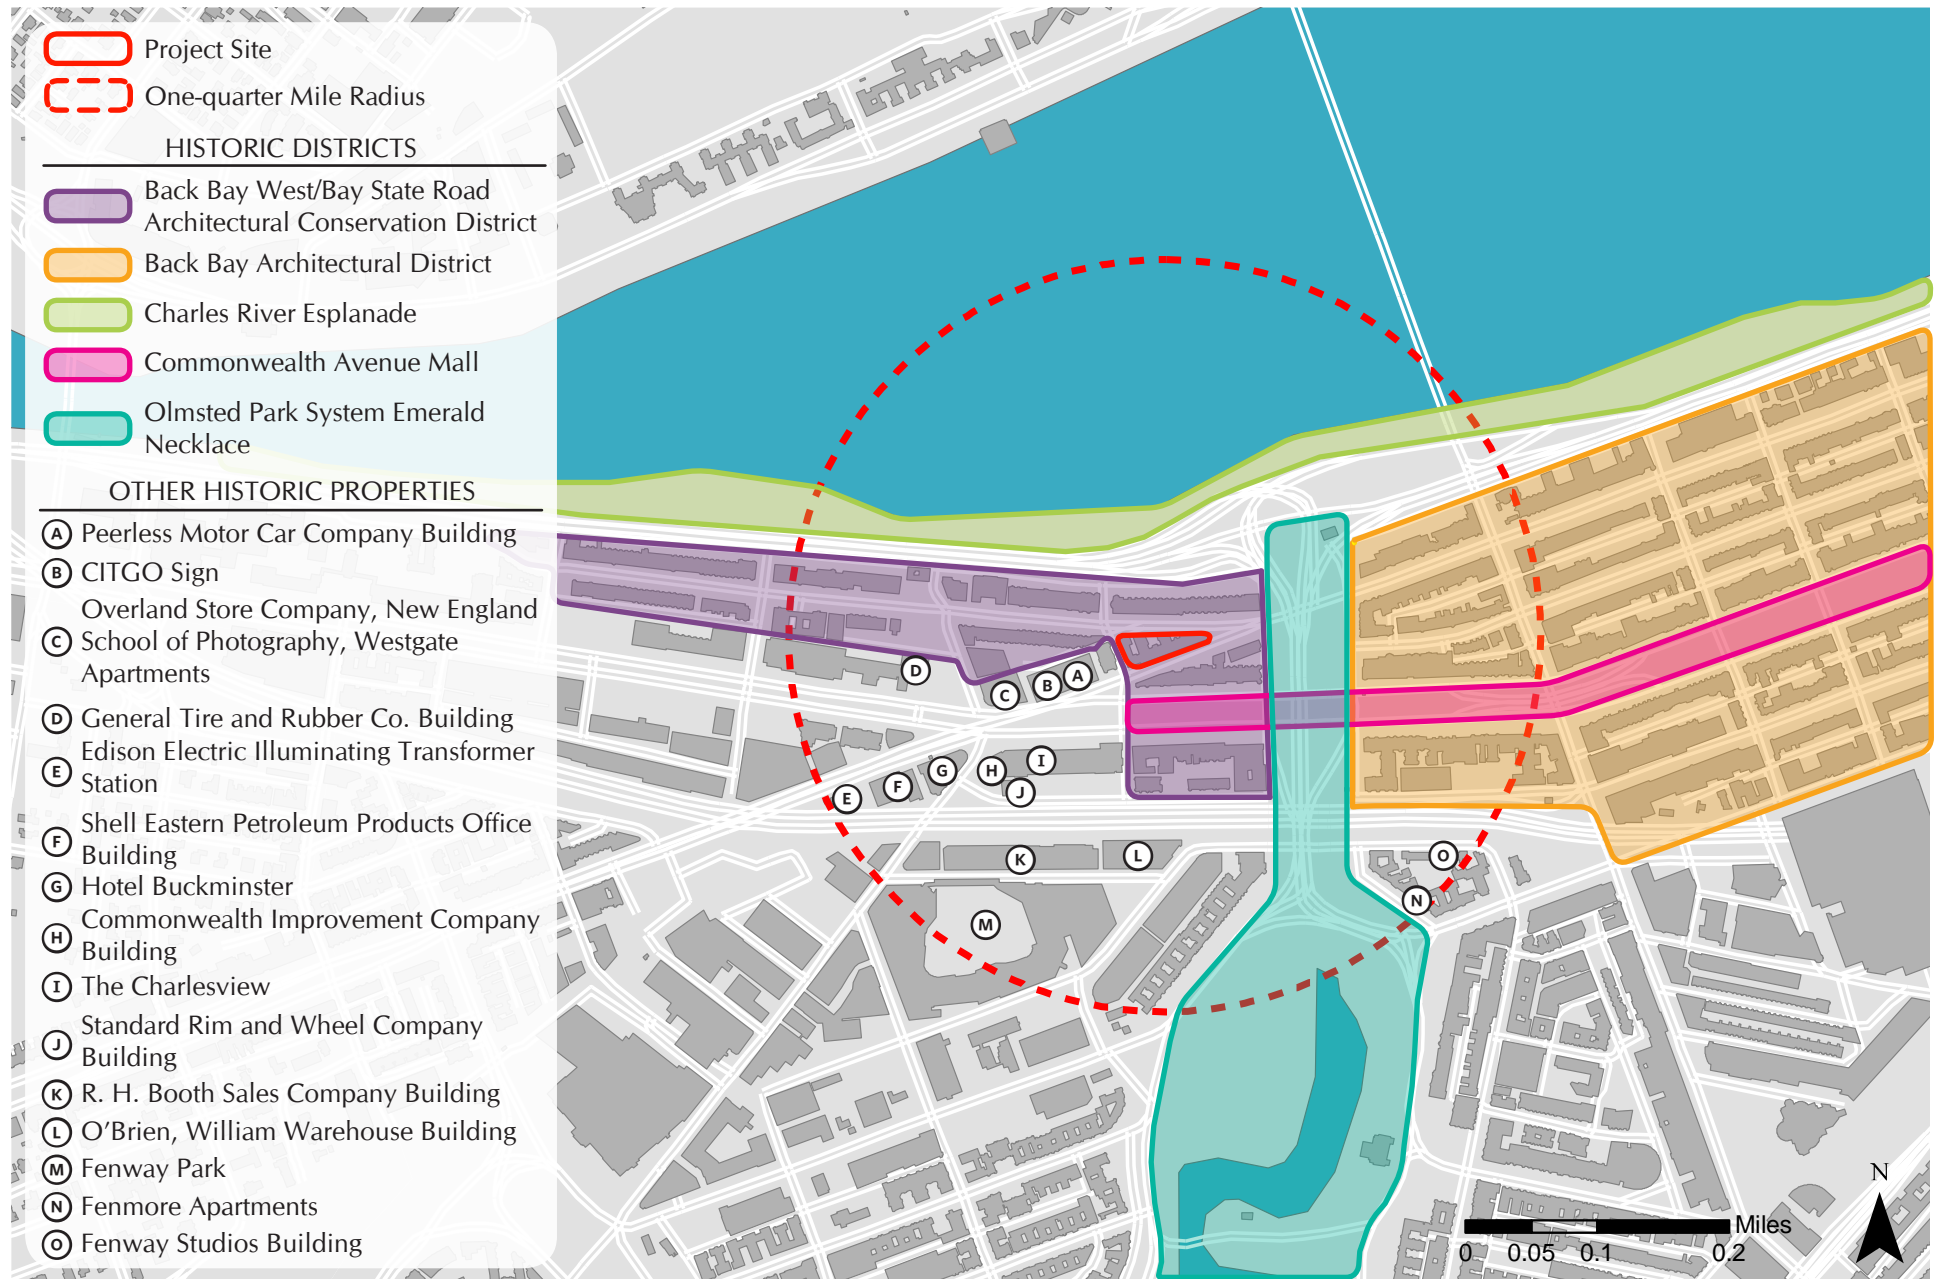 Project Site
One-quarter Mile Radius
HISTORIC DISTRICTS
Back Bay West/Bay State Road
Architectural Conservation District
Back Bay Architectural District
Charles River Esplanade
Commonwealth Avenue Mall
Olmsted Park System Emerald
Necklace
OTHER HISTORIC PROPERTIES
A Peerless Motor Car Company Building
B CITGO Sign
Overland Store Company, New England
C School of Photography, Westgate
Apartments
D General Tire and Rubber Co. Building
Edison Electric Illuminating Transformer
E Station
Shell Eastern Petroleum Products Office
F Building
G Hotel Buckminster
Commonwealth Improvement Company
H Building
I The Charlesview
Standard Rim and Wheel Company
J Building
K R. H. Booth Sales Company Building
L O'Brien, William Warehouse Building
M Fenway Park
N Fenmore Apartments
O Fenway Studios Building
D
C
B
A
E
F
G
H
I
J
K
L
M
O
N
N
Miles
0 0.05 0.1 0.2